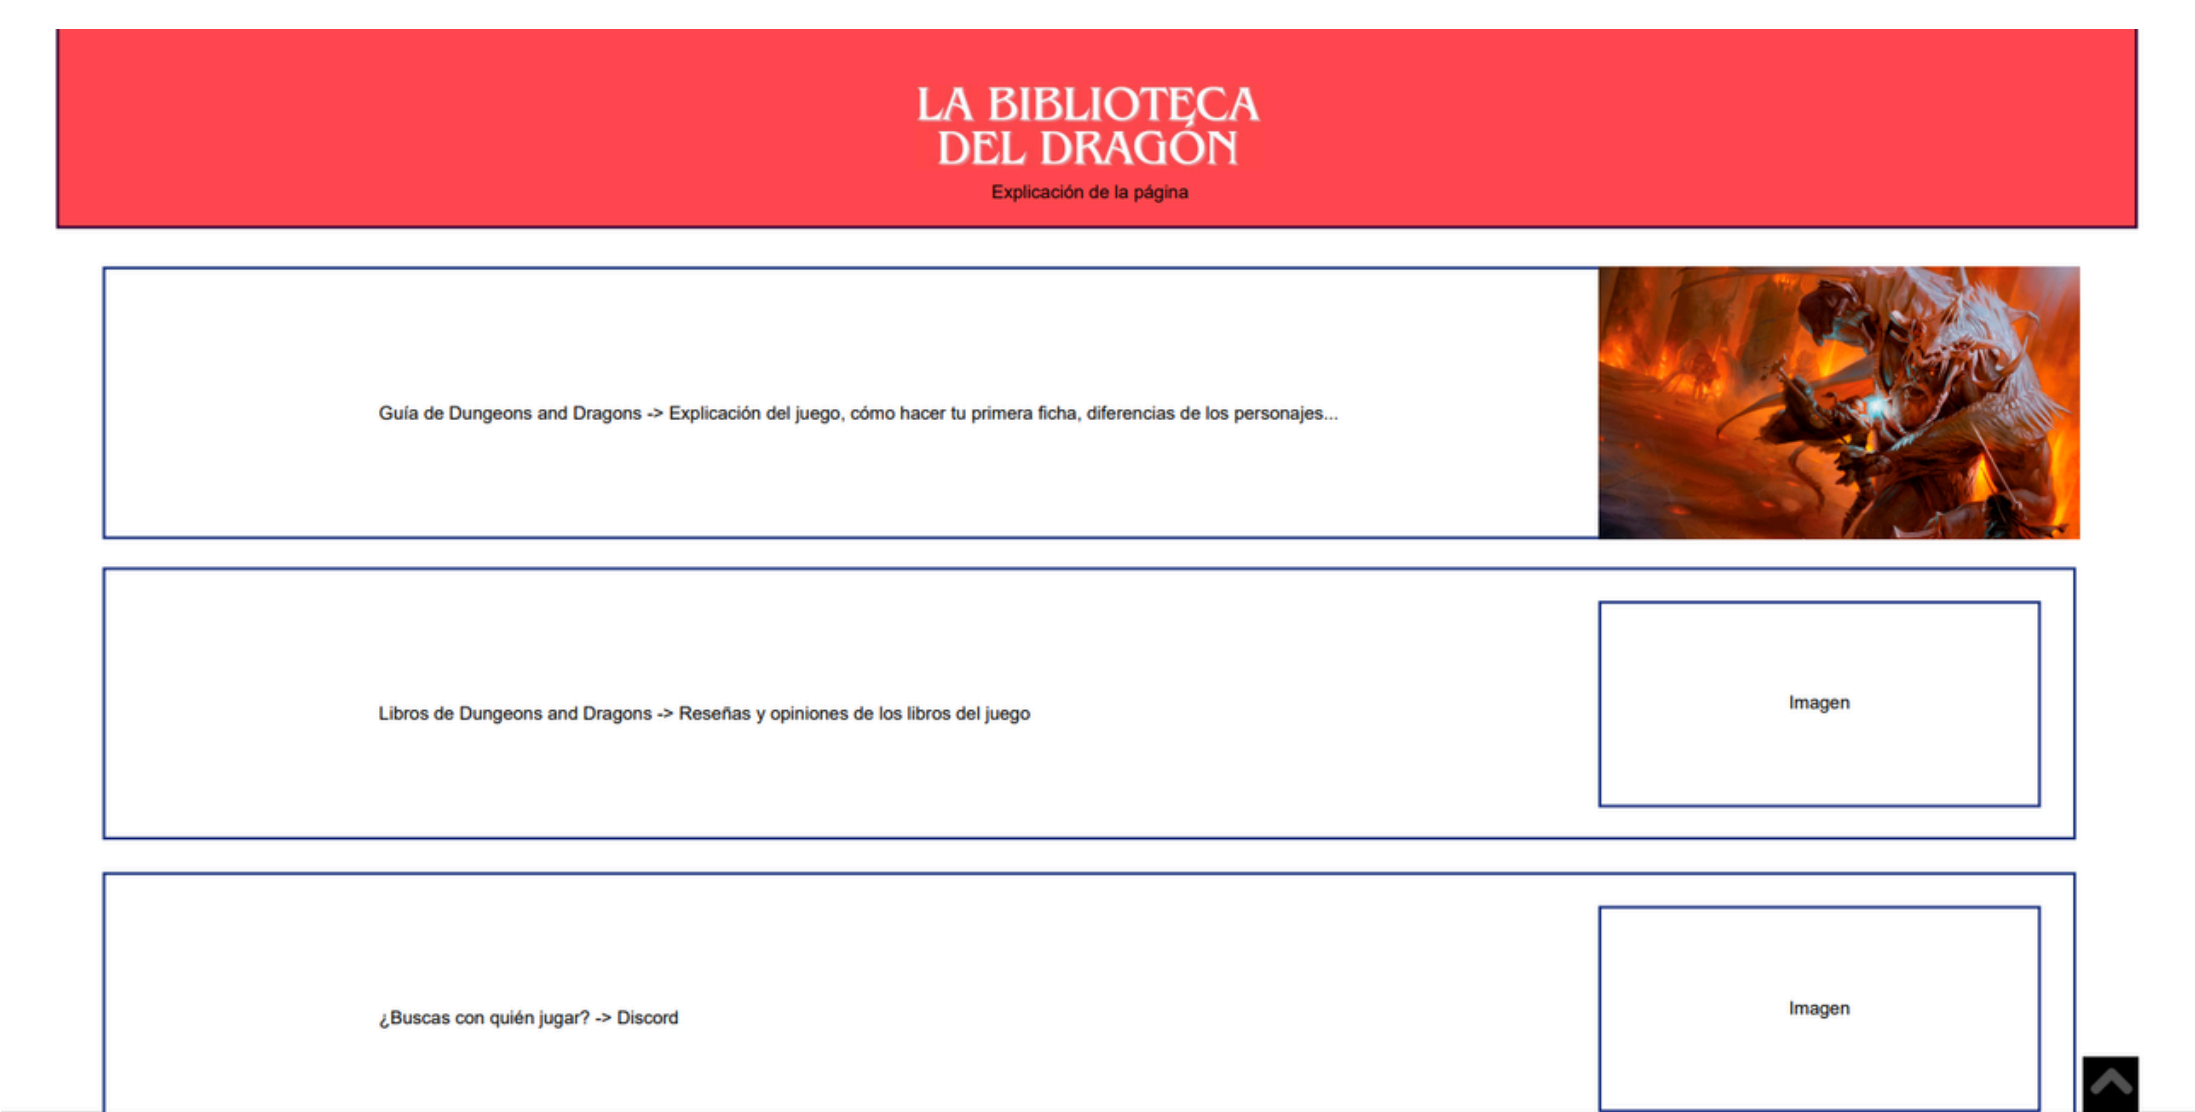 LA BIBLIOTECA
DEL DRAGÓN
Explicación de la página
Guía de Dungeons and Dragons -> Explicación del juego, cómo hacer tu primera ficha, diferencias de los personajes...
Libros de Dungeons and Dragons -> Reseñas y opiniones de los libros del juego
Imagen
¿Buscas con quién jugar? -> Discord
Imagen